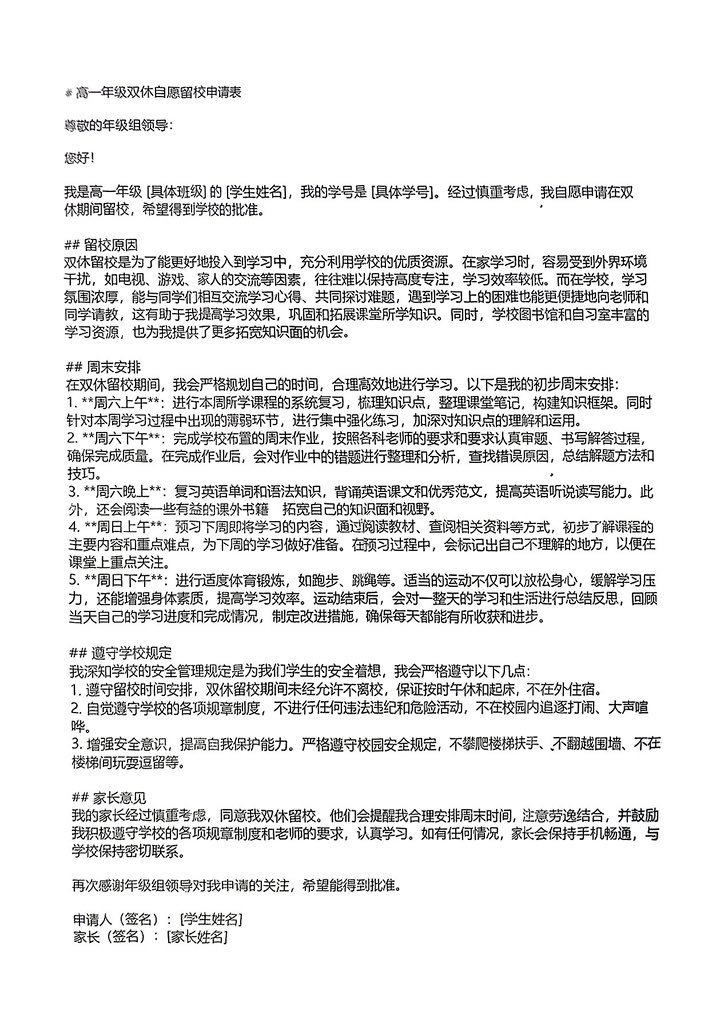 # 高一年级双休自愿留校申请表
尊敬的年级组领导：
您好！
我是高一年级 [具体班级] 的 [学生姓名]，我的学号是 [具体学号]。经过慎重考虑，我自愿申请在双
休期间留校，希望得到学校的批准。
## 留校原因
双休留校是为了能更好地投入到学习中，充分利用学校的优质资源。在家学习时，容易受到外界环境
干扰，如电视、游戏、家人的交流等因素，往往难以保持高度专注，学习效率较低。而在学校，学习
氛围浓厚，能与同学们相互交流学习心得、共同探讨难题，遇到学习上的困难也能更便捷地向老师和
同学请教，这有助于我提高学习效果，巩固和拓展课堂所学知识。同时，学校图书馆和自习室丰富的
学习资源，也为我提供了更多拓宽知识面的机会。
## 周末安排
在双休留校期间，我会严格规划自己的时间，合理高效地进行学习。以下是我的初步周末安排：
1. **周六上午**：进行本周所学课程的系统复习，梳理知识点，整理课堂笔记，构建知识框架。同时
针对本周学习过程中出现的薄弱环节，进行集中强化练习，加深对知识点的理解和运用。
2. **周六下午**：完成学校布置的周末作业，按照各科老师的要求和要求认真审题、书写解答过程，
确保完成质量。在完成作业后，会对作业中的错题进行整理和分析，查找错误原因，总结解题方法和
技巧。
3. **周六晚上**：复习英语单词和语法知识，背诵英语课文和优秀范文，提高英语听说读写能力。此
外，还会阅读一些有益的课外书籍 拓宽自己的知识面和视野。
4. **周日上午**：预习下周即将学习的内容，通过阅读教材、查阅相关资料等方式，初步了解课程的
主要内容和重点难点，为下周的学习做好准备。在预习过程中，会标记出自己不理解的地方，以便在
课堂上重点关注。
5. **周日下午**：进行适度体育锻炼，如跑步、跳绳等。适当的运动不仅可以放松身心，缓解学习压
力，还能增强身体素质，提高学习效率。运动结束后，会对一整天的学习和生活进行总结反思，回顾
当天自己的学习进度和完成情况，制定改进措施，确保每天都能有所收获和进步。
## 遵守学校规定
我深知学校的安全管理规定是为我们学生的安全着想，我会严格遵守以下几点：
1. 遵守留校时间安排，双休留校期间未经允许不离校，保证按时午休和起床，不在外住宿。
2. 自觉遵守学校的各项规章制度，不进行任何违法违纪和危险活动，不在校园内追逐打闹、大声喧
哗。
3. 增强安全意识，提高自我保护能力。严格遵守校园安全规定，不攀爬楼梯扶手、不翻越围墙、不在
楼梯间玩耍逗留等。
## 家长意见
我的家长经过慎重考虑，同意我双休留校。他们会提醒我合理安排周末时间，注意劳逸结合，并鼓励
我积极遵守学校的各项规章制度和老师的要求，认真学习。如有任何情况，家长会保持手机畅通，与
学校保持密切联系。
再次感谢年级组领导对我申请的关注，希望能得到批准。
申请人（签名）：[学生姓名]
家长（签名）：[家长姓名]